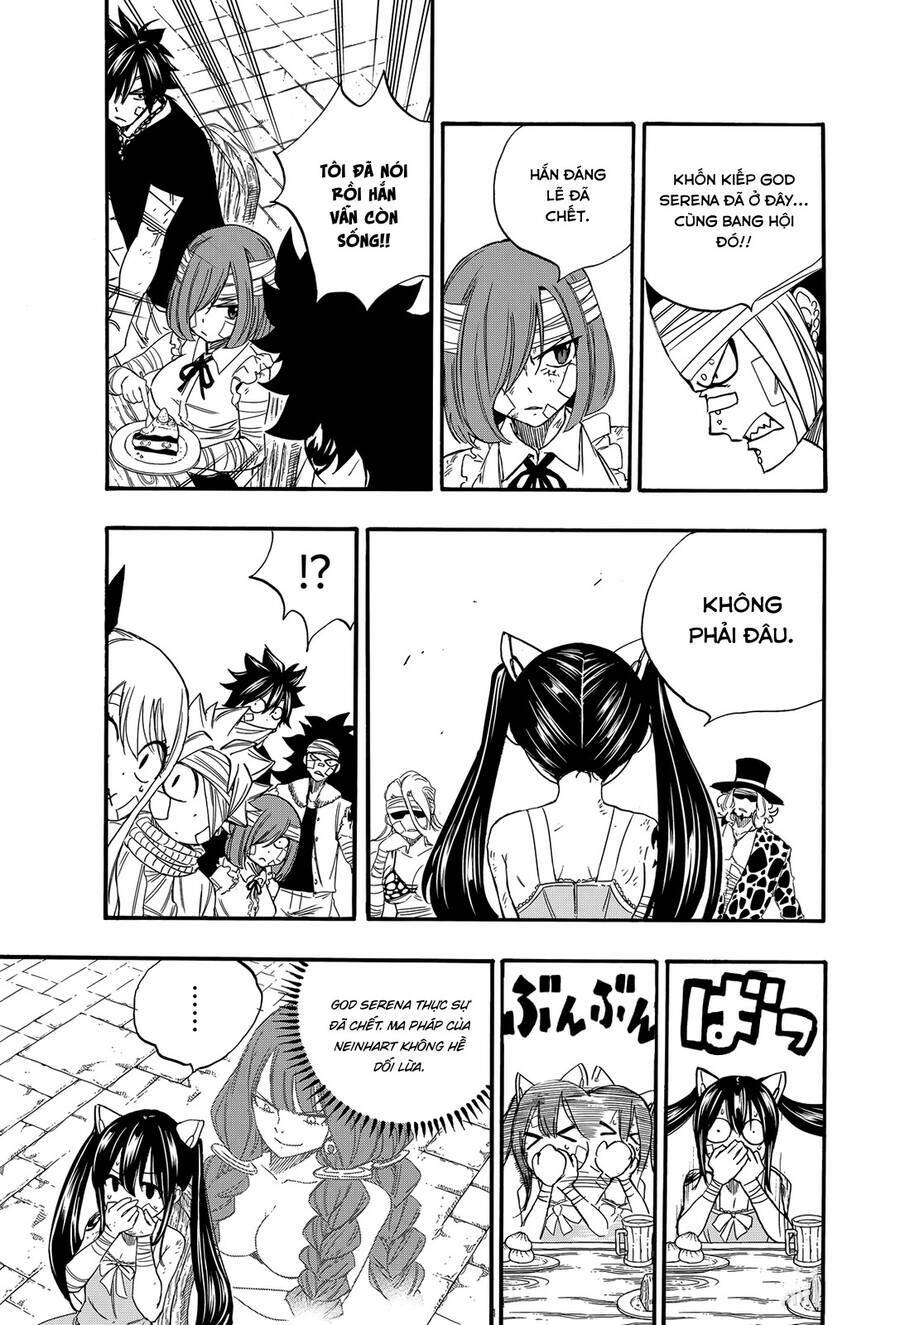 KHỐN KIẾP GOD
SERENA ĐÃ Ở ĐÂY...
CÙNG BANG HỘI
ĐÓ!!
HẮN ĐÁNG
LẼ ĐÃ
CHẾT.
TÔI ĐÃ NÓI
RỒI HẮN
VẪN CÒN
SỐNG!!
KHÔNG
PHẢI ĐÂU.
!?
ばっ
ぶんぶん
GOD SERENA THỰC SỰ
ĐÃ CHẾT. MA PHÁP CỦA
NEINHART KHÔNG HỀ
DỐI LỪA.
......